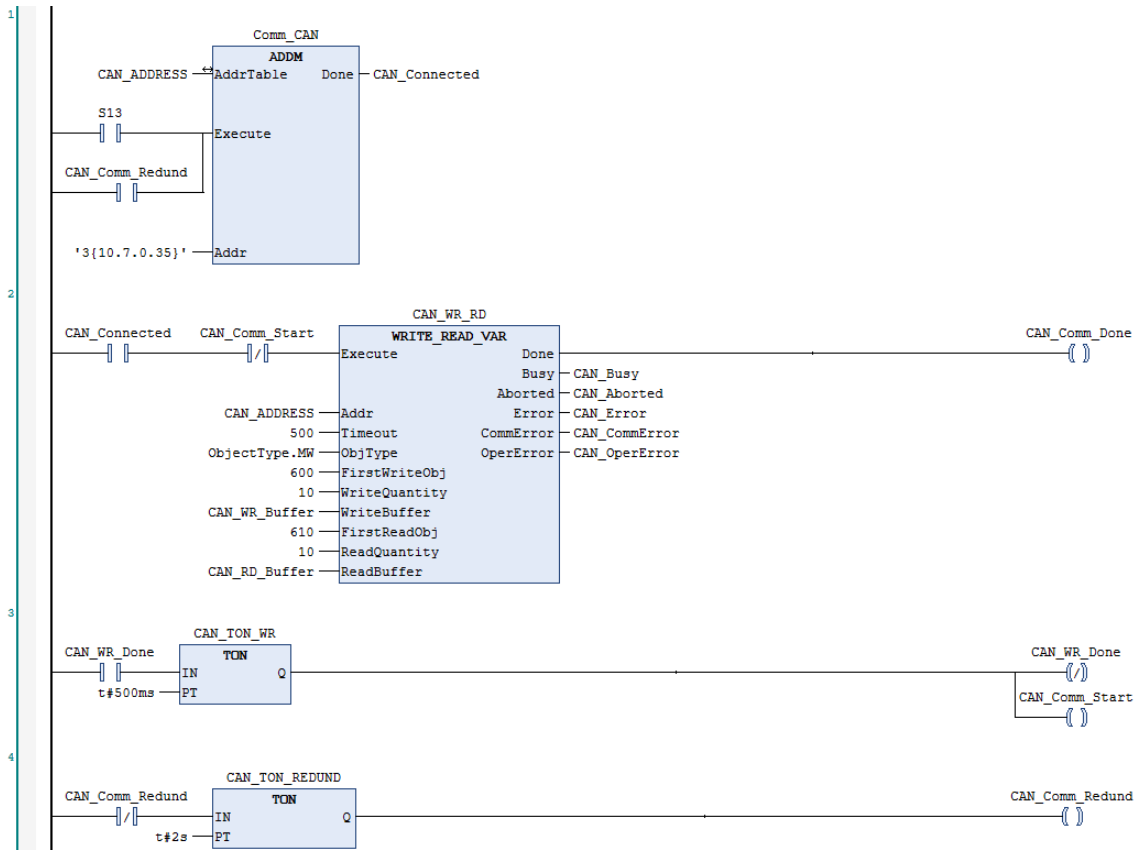 1
Comm_CAN
ADDM
CAN_ADDRESS AddrTable Done CAN_Connected
S13
Execute
CAN_Comm_Redund
'3{10.7.0.35}' Addr
2
CAN_WR_RD
CAN_Connected CAN_Comm_Start WRITE_READ_VAR CAN_Comm_Done
Execute Done
Busy CAN_Busy
Aborted CAN_Aborted
CAN_ADDRESS Addr Error CAN_Error
500 Timeout CommError CAN_CommError
ObjectType.MW ObjType OperError CAN_OperError
600 FirstWriteObj
10 WriteQuantity
CAN_WR_Buffer WriteBuffer
610 FirstReadObj
10 ReadQuantity
CAN_RD_Buffer ReadBuffer
3
CAN_TON_WR
CAN_WR_Done TON CAN_WR_Done
IN Q
t#500ms PT CAN_Comm_Start
4
CAN_TON_REDUND
CAN_Comm_Redund TON CAN_Comm_Redund
IN Q
t#2s PT